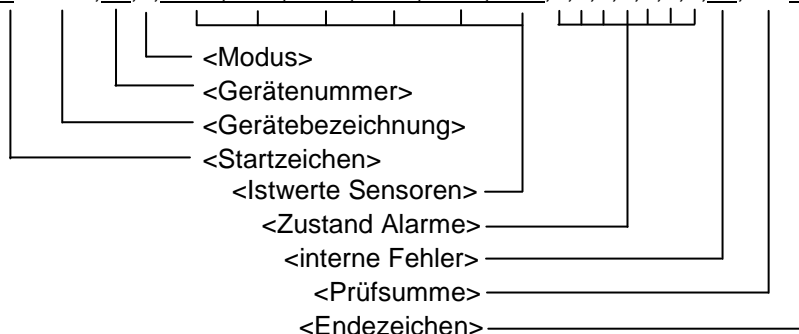 <Modus>
<Gerätenummer>
<Gerätebezeichnung>
<Startzeichen>
<Istwerte Sensoren>
<Zustand Alarme>
<interne Fehler>
<Prüfsumme>
<Endezeichen>